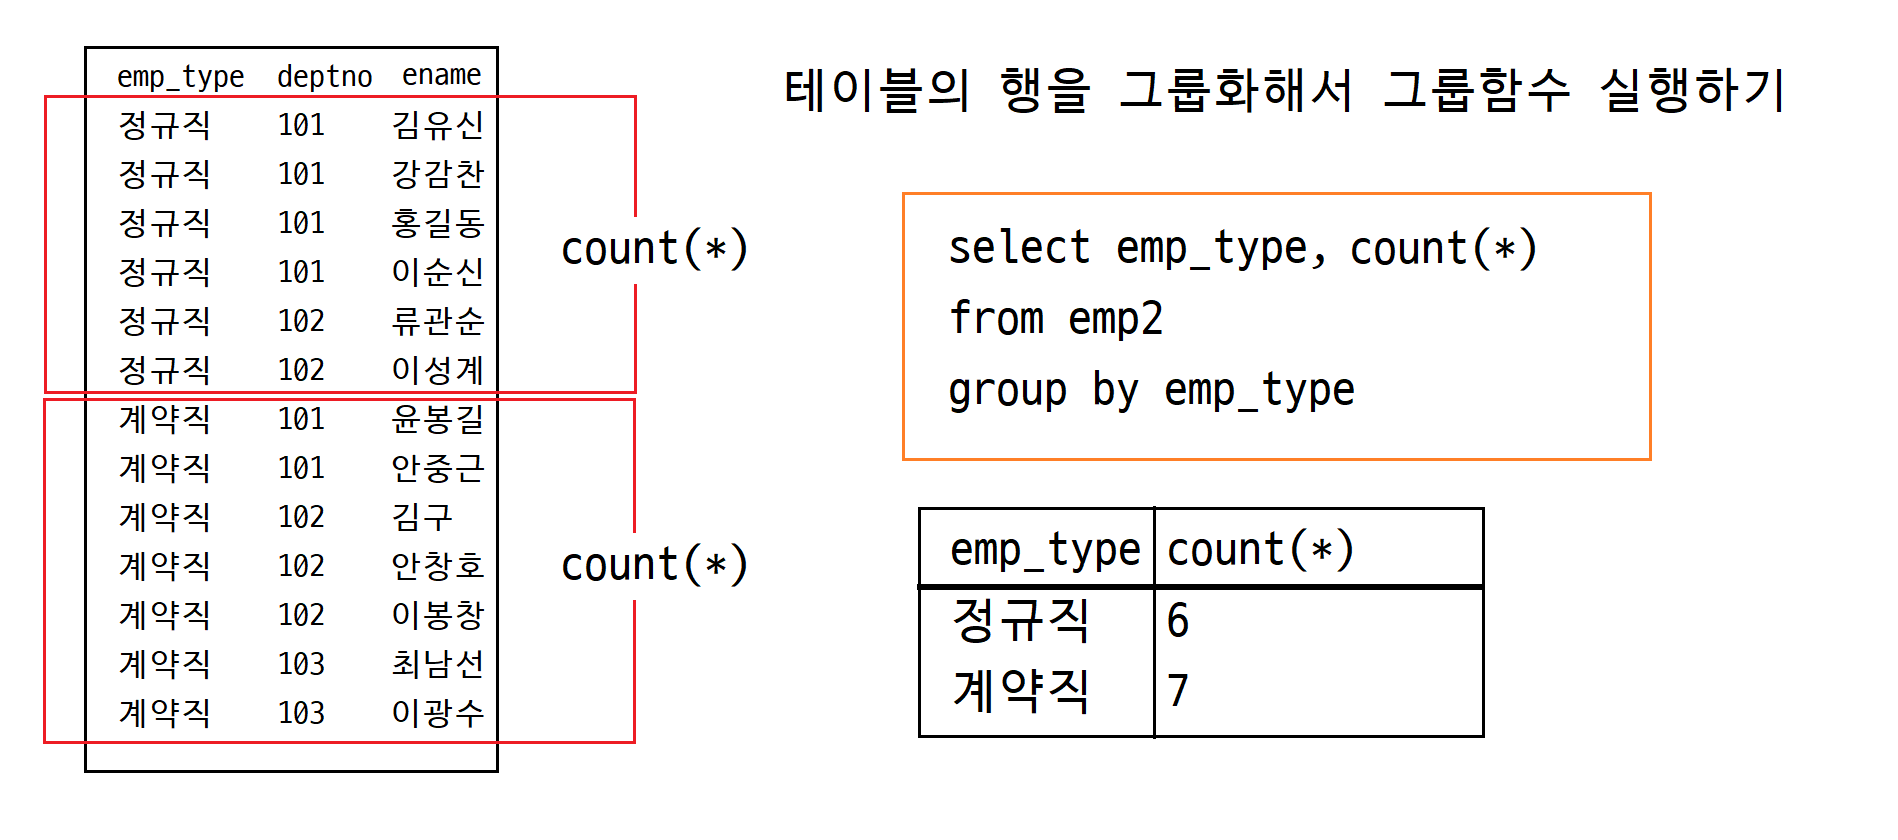 emp_type deptno ename
정규직 101 김유신
정규직 101 강감찬
정규직 101 홍길동
정규직 101 이순신
정규직 102 류관순
정규직 102 이성계
계약직 101 윤봉길
계약직 101 안중근
계약직 102 김구
계약직 102 안창호
계약직 102 이봉창
계약직 103 최남선
계약직 103 이광수
count(*)
count(*)
테이블의 행을 그룹화해서 그룹함수 실행하기
select emp_type, count(*)
from emp2
group by emp_type
emp_type count(*)
정규직 6
계약직 7